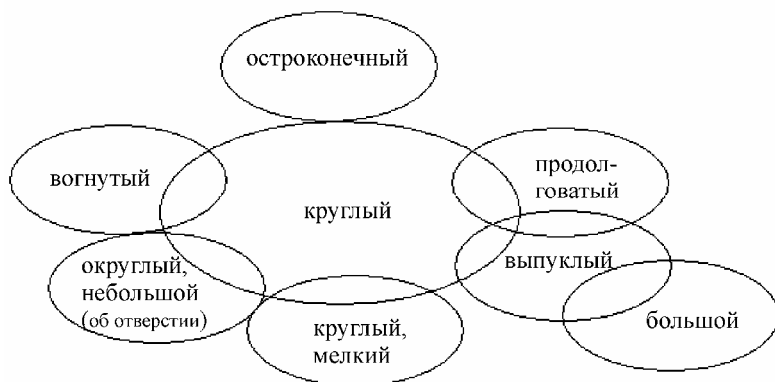 остроконечный
вогнутый
круглый
продол-
говатый
округлый,
небольшой
(об отверстии)
выпуклый
круглый,
мелкий
большой